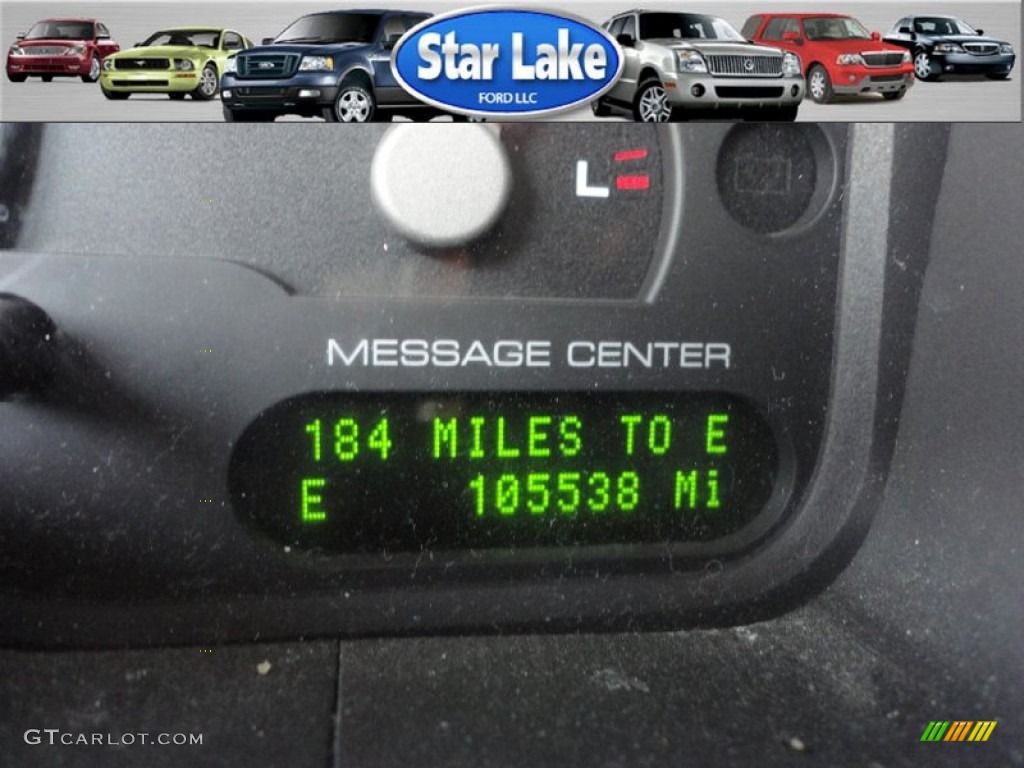 Star Lake
FORD LLC
L
MESSAGE CENTER
184 MILES TO E
E 105538 Mi
GTCARLOT.COM